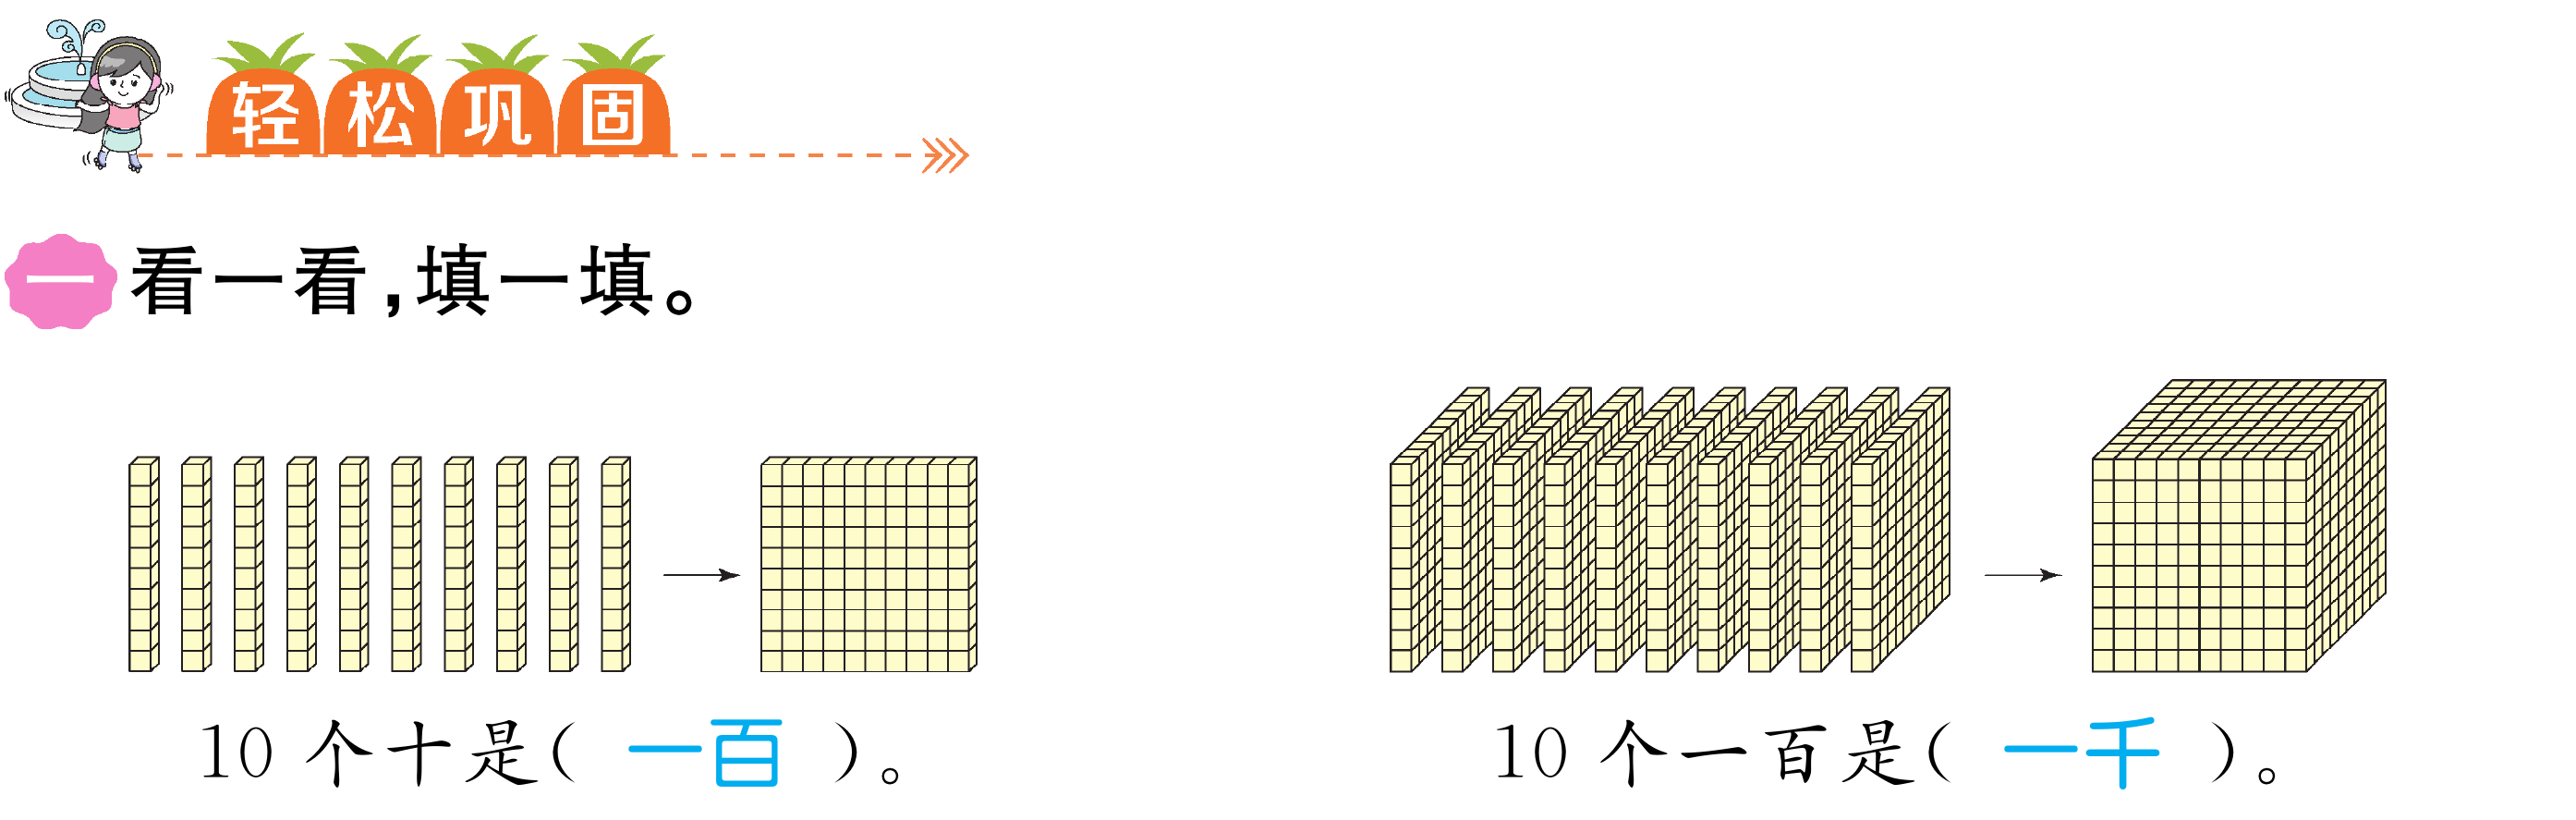 轻松巩固
一 看一看,填一填。
10 个十是( 一百 )。
10 个一百是( 一千 )。